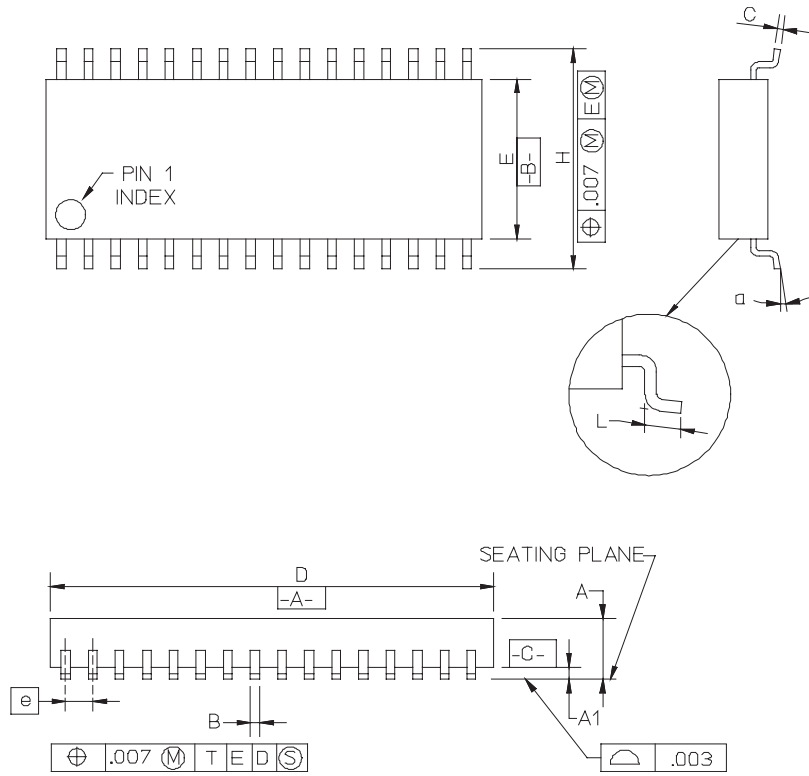 C
PIN 1
INDEX
E
-B-
H
⌖ .007 Ⓜ E Ⓜ
a
L
SEATING PLANE
D
-A-
A
-C-
e
B
A1
⌖ .007 Ⓜ T E D Ⓢ
⌓ .003